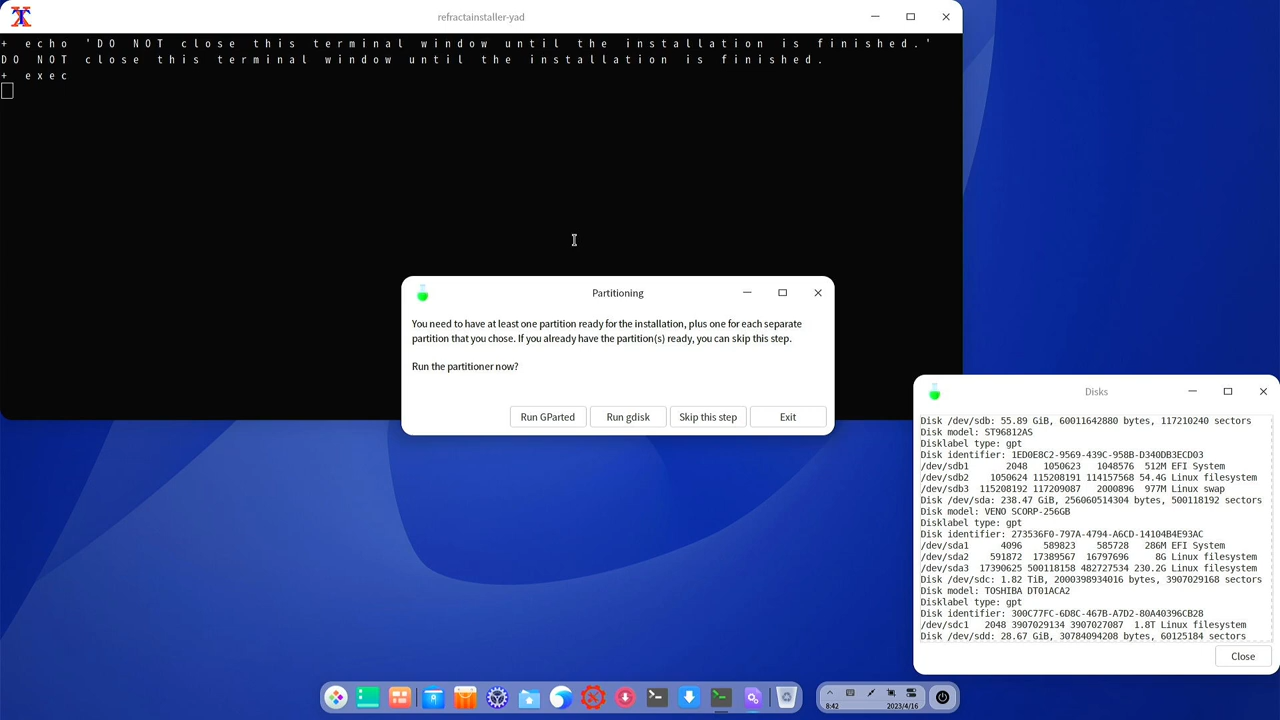 refractainstaller-yad
+ echo 'DO NOT close this terminal window until the installation is finished.'
DO NOT close this terminal window until the installation is finished.
+ exec
Partitioning
You need to have at least one partition ready for the installation, plus one for each separate
partition that you chose. If you already have the partition(s) ready, you can skip this step.
Run the partitioner now?
Run GParted Run gdisk Skip this step Exit
Disks
Disk /dev/sdb: 55.89 GiB, 60011642880 bytes, 117210240 sectors
Disk model: ST96812AS
Disklabel type: gpt
Disk identifier: 1ED0E8C2-9569-439C-958B-D340DB3ECD03
/dev/sdb1 2048 1050623 1048576 512M EFI System
/dev/sdb2 1050624 115208191 114157568 54.4G Linux filesystem
/dev/sdb3 115208192 117209087 2000896 977M Linux swap
Disk /dev/sda: 238.47 GiB, 256060514304 bytes, 500118192 sectors
Disk model: VENO SCORP-256GB
Disklabel type: gpt
Disk identifier: 273536F0-797A-4794-A6CD-14104B4E93AC
/dev/sda1 4096 589823 585728 286M EFI System
/dev/sda2 591872 17389567 16797696 8G Linux filesystem
/dev/sda3 17390625 500118158 482727534 230.2G Linux filesystem
Disk /dev/sdc: 1.82 TiB, 2000398934016 bytes, 3907029168 sectors
Disk model: TOSHIBA DT01ACA2
Disklabel type: gpt
Disk identifier: 300C77FC-6D8C-467B-A7D2-80A40396CB28
/dev/sdc1 2048 3907029134 3907027087 1.8T Linux filesystem
Disk /dev/sdd: 28.67 GiB, 30784094208 bytes, 60125184 sectors
Close
8:42 2023/4/16